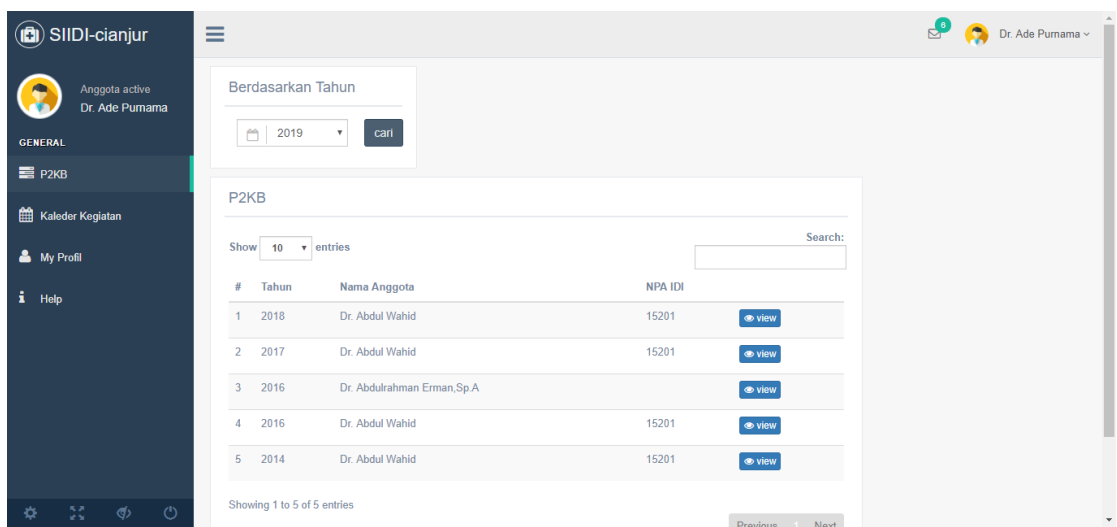 SIIDI-cianjur
6
Dr. Ade Purnama
Anggota active
Dr. Ade Purnama
GENERAL
P2KB
Kaleder Kegiatan
My Profil
Help
Berdasarkan Tahun
2019 cari
P2KB
Show 10 entries
Search:
# Tahun Nama Anggota NPA IDI
1 2018 Dr. Abdul Wahid 15201 view
2 2017 Dr. Abdul Wahid 15201 view
3 2016 Dr. Abdulrahman Erman,Sp.A view
4 2016 Dr. Abdul Wahid 15201 view
5 2014 Dr. Abdul Wahid 15201 view
Showing 1 to 5 of 5 entries
Previous 1 Next